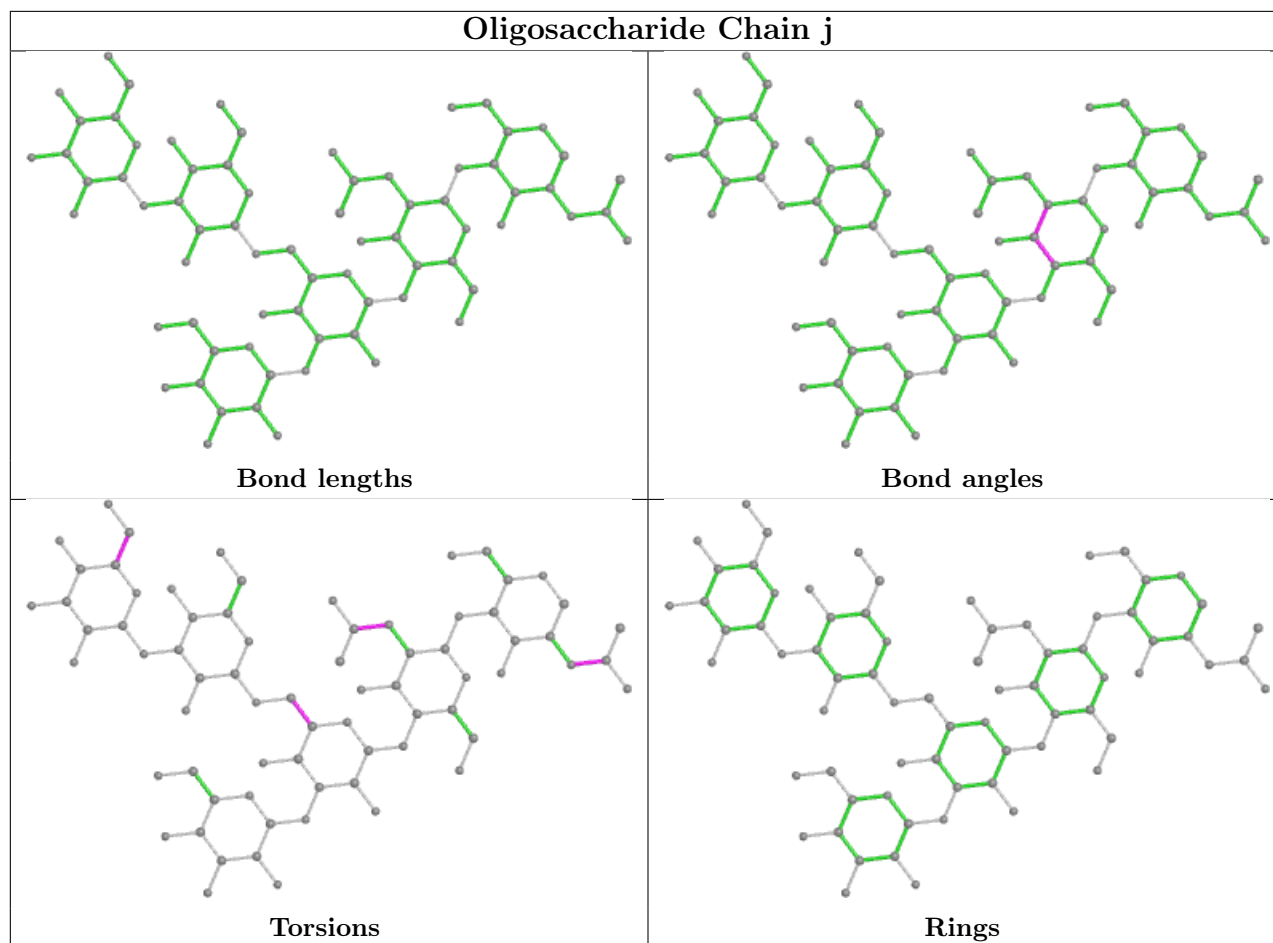 Oligosaccharide Chain j
Bond lengths
Bond angles
Torsions
Rings